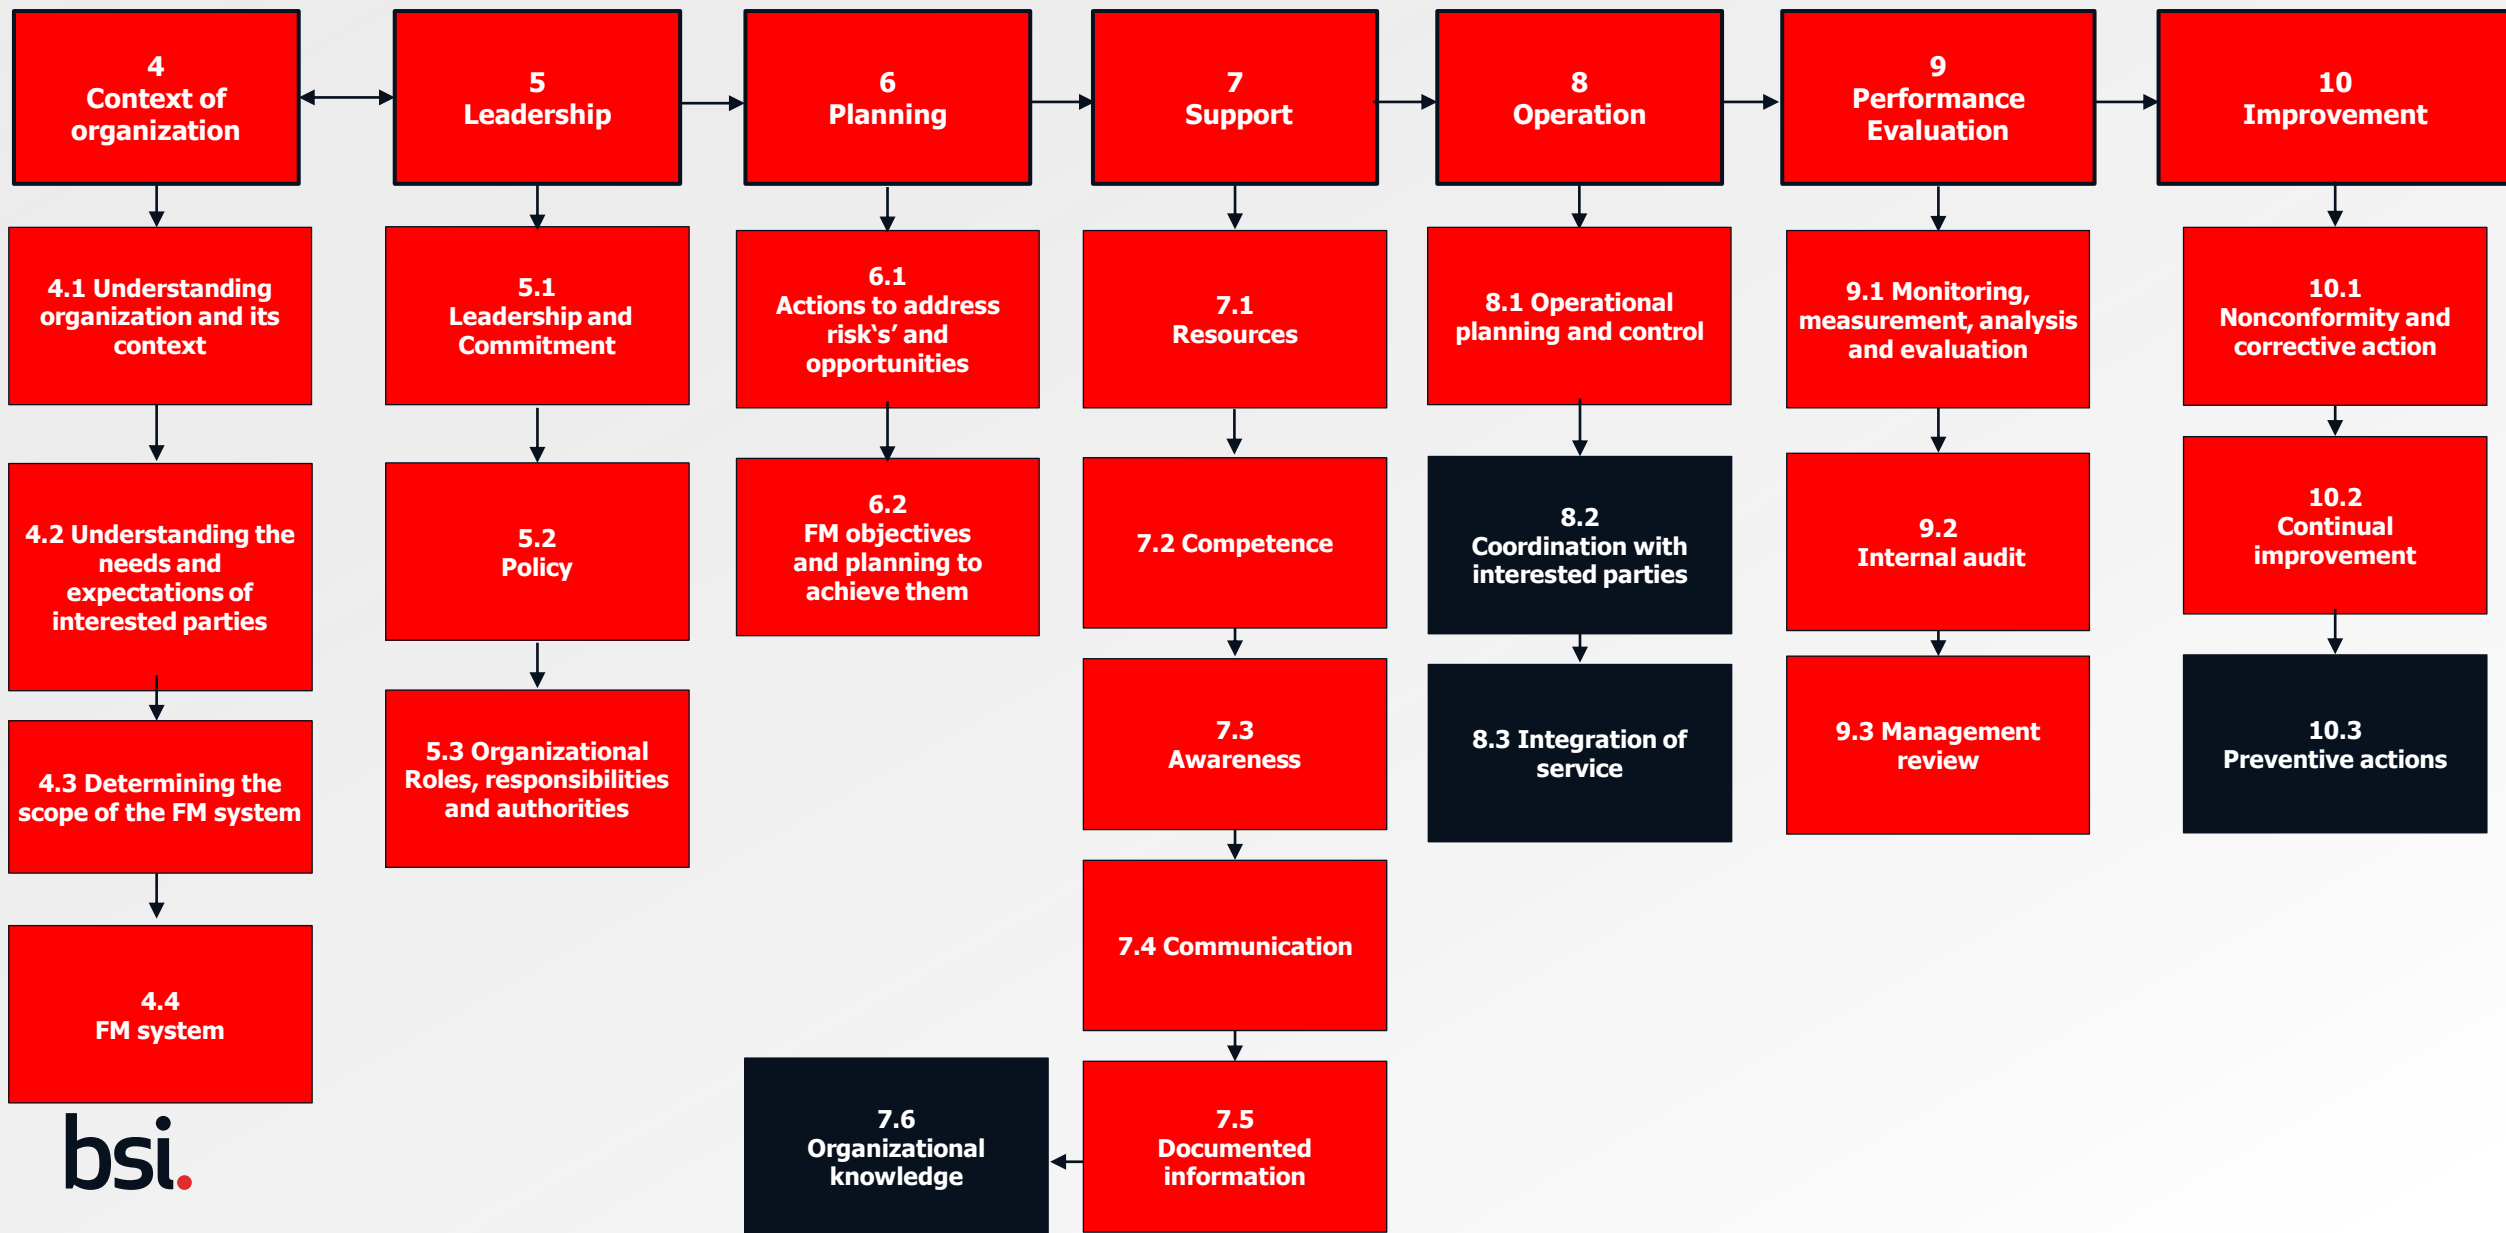 4
Context of
organization
5
Leadership
6
Planning
7
Support
8
Operation
9
Performance
Evaluation
10
Improvement
4.1 Understanding
organization and its
context
4.2 Understanding the
needs and
expectations of
interested parties
4.3 Determining the
scope of the FM system
4.4
FM system
5.1
Leadership and
Commitment
5.2
Policy
5.3 Organizational
Roles, responsibilities
and authorities
6.1
Actions to address
risk‘s’ and
opportunities
6.2
FM objectives
and planning to
achieve them
7.1
Resources
7.2 Competence
7.3
Awareness
7.4 Communication
7.5
Documented
information
7.6
Organizational
knowledge
8.1 Operational
planning and control
8.2
Coordination with
interested parties
8.3 Integration of
service
9.1 Monitoring,
measurement, analysis
and evaluation
9.2
Internal audit
9.3 Management
review
10.1
Nonconformity and
corrective action
10.2
Continual
improvement
10.3
Preventive actions
bsi.